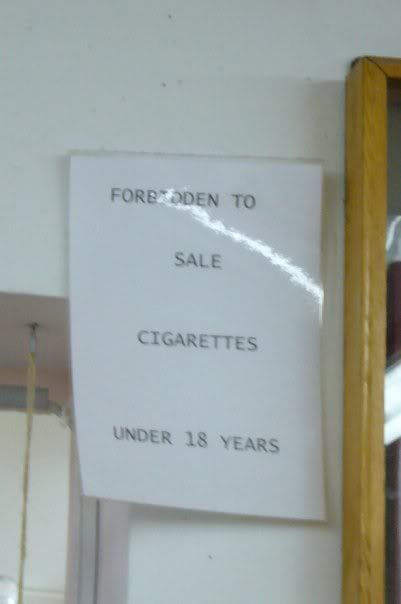 FORBIDDEN TO
SALE
CIGARETTES
UNDER 18 YEARS